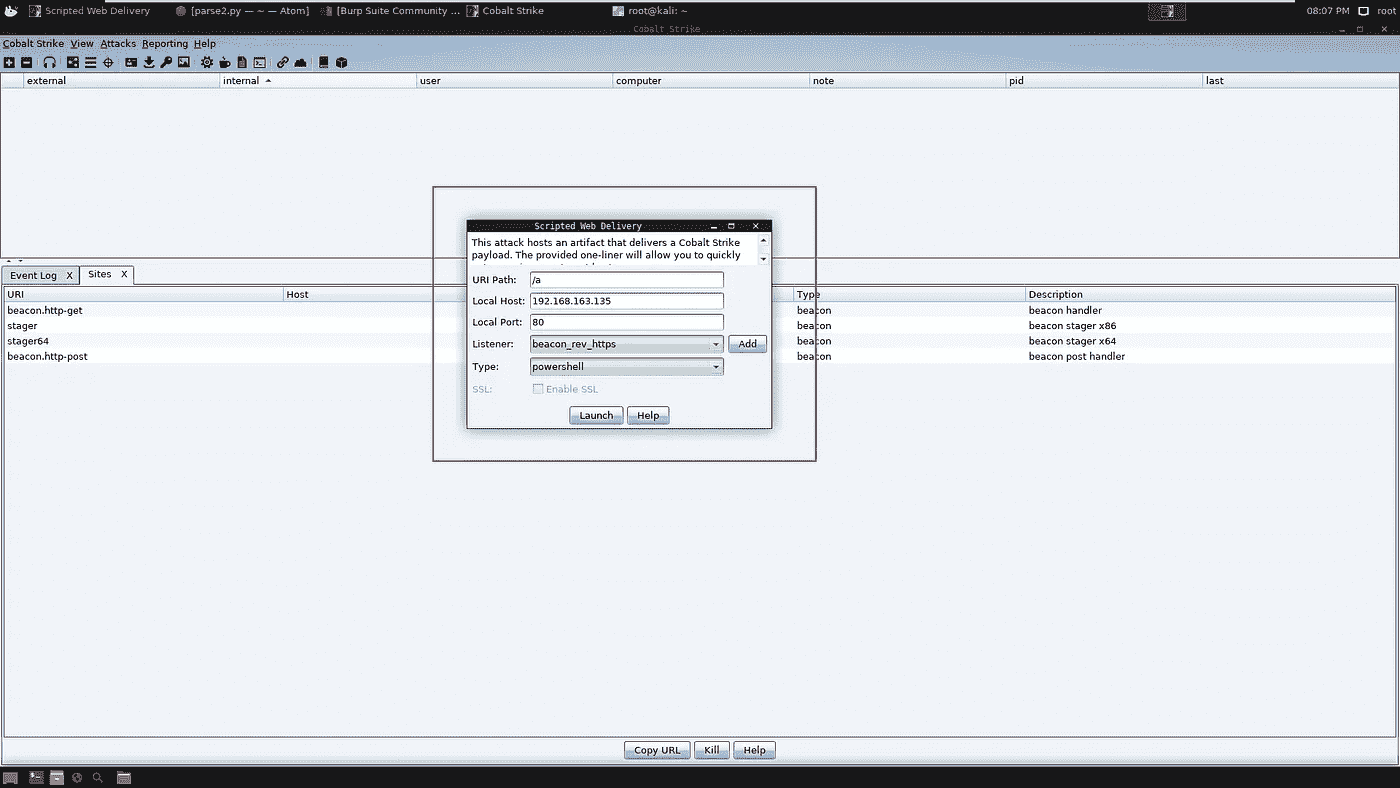 Scripted Web Delivery [parse2.py — ~ — Atom] [Burp Suite Community ... Cobalt Strike root@kali: ~ 08:07 PM root
Cobalt Strike
Cobalt Strike View Attacks Reporting Help
external internal user computer note pid last
Scripted Web Delivery
This attack hosts an artifact that delivers a Cobalt Strike
payload. The provided one-liner will allow you to quickly
URI Path: /a
Local Host: 192.168.163.135
Local Port: 80
Listener: beacon_rev_https Add
Type: powershell
SSL: Enable SSL
Launch Help
Event Log X Sites X
URI Host Type Description
beacon.http-get beacon beacon handler
stager beacon beacon stager x86
stager64 beacon beacon stager x64
beacon.http-post beacon beacon post handler
Copy URL Kill Help